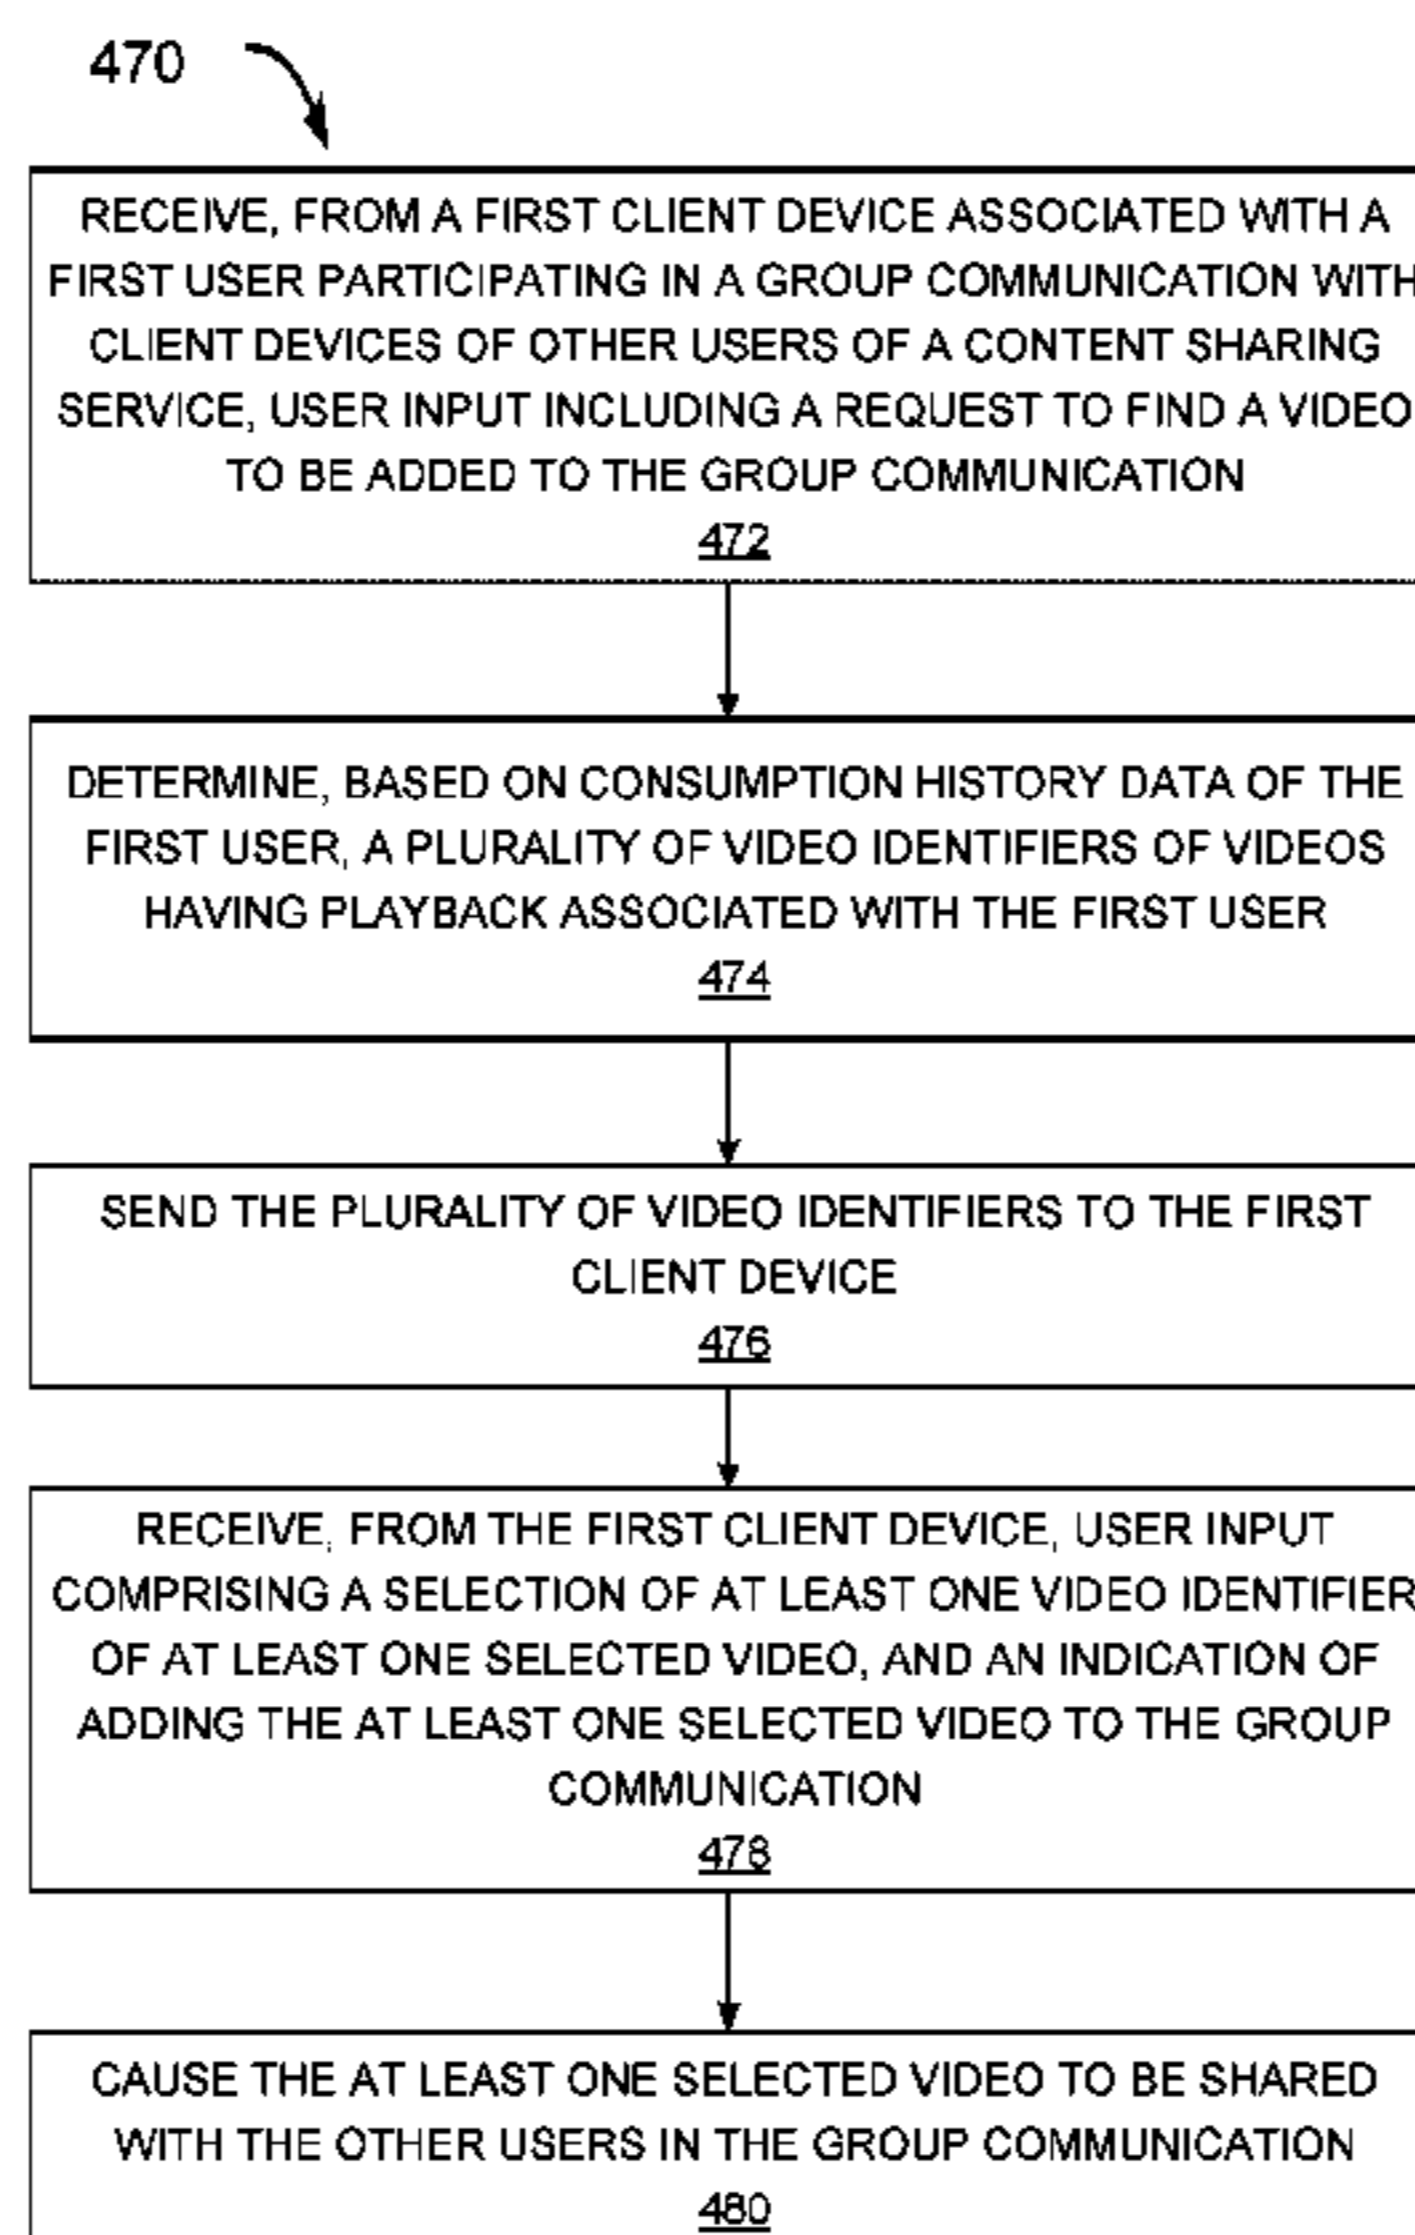 470
RECEIVE, FROM A FIRST CLIENT DEVICE ASSOCIATED WITH A
FIRST USER PARTICIPATING IN A GROUP COMMUNICATION WITH
CLIENT DEVICES OF OTHER USERS OF A CONTENT SHARING
SERVICE, USER INPUT INCLUDING A REQUEST TO FIND A VIDEO
TO BE ADDED TO THE GROUP COMMUNICATION
472
DETERMINE, BASED ON CONSUMPTION HISTORY DATA OF THE
FIRST USER, A PLURALITY OF VIDEO IDENTIFIERS OF VIDEOS
HAVING PLAYBACK ASSOCIATED WITH THE FIRST USER
474
SEND THE PLURALITY OF VIDEO IDENTIFIERS TO THE FIRST
CLIENT DEVICE
476
RECEIVE, FROM THE FIRST CLIENT DEVICE, USER INPUT
COMPRISING A SELECTION OF AT LEAST ONE VIDEO IDENTIFIER
OF AT LEAST ONE SELECTED VIDEO, AND AN INDICATION OF
ADDING THE AT LEAST ONE SELECTED VIDEO TO THE GROUP
COMMUNICATION
478
CAUSE THE AT LEAST ONE SELECTED VIDEO TO BE SHARED
WITH THE OTHER USERS IN THE GROUP COMMUNICATION
480